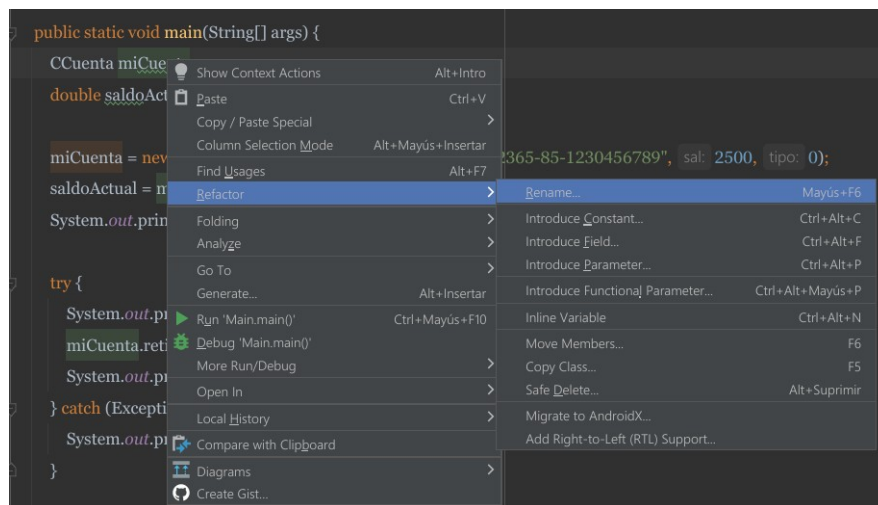 public static void main(String[] args) {
CCuenta miCuenta;
double saldoAct
miCuenta = new 2365-85-1230456789", sal: 2500, tipo: 0);
saldoActual = m
System.out.prin
try {
System.out.pr
miCuenta.reti
System.out.pr
} catch (Excepti
System.out.pr
}
Show Context Actions Alt+Intro
Paste Ctrl+V
Copy / Paste Special
Column Selection Mode Alt+Mayús+Insertar
Find Usages Alt+F7
Refactor
Folding
Analyze
Go To
Generate... Alt+Insertar
Run 'Main.main()' Ctrl+Mayús+F10
Debug 'Main.main()'
More Run/Debug
Open In
Local History
Compare with Clipboard
Diagrams
Create Gist...
Rename... Mayús+F6
Introduce Constant... Ctrl+Alt+C
Introduce Field... Ctrl+Alt+F
Introduce Parameter... Ctrl+Alt+P
Introduce Functional Parameter... Ctrl+Alt+Mayús+P
Inline Variable Ctrl+Alt+N
Move Members... F6
Copy Class... F5
Safe Delete... Alt+Suprimir
Migrate to AndroidX...
Add Right-to-Left (RTL) Support...